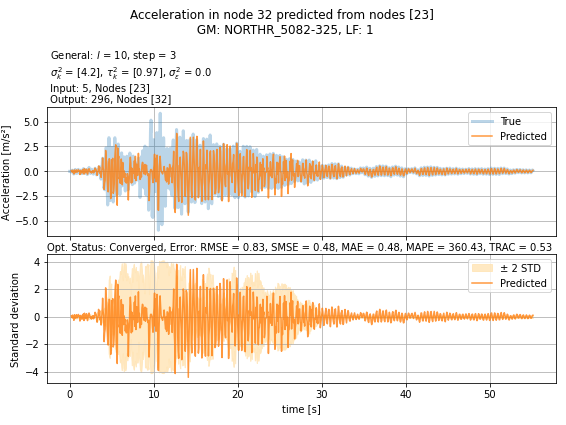 Acceleration in node 32 predicted from nodes [23]
GM: NORTHR_5082-325, LF: 1
General: l = 10, step = 3
σ²ₖ = [4.2], τ²ₖ = [0.97], σ²ε = 0.0
Input: 5, Nodes [23]
Output: 296, Nodes [32]
Acceleration [m/s²]
5.0
2.5
0.0
−2.5
−5.0
True
Predicted
Opt. Status: Converged, Error: RMSE = 0.83, SMSE = 0.48, MAE = 0.48, MAPE = 360.43, TRAC = 0.53
Standard deviation
4
2
0
−2
−4
± 2 STD
Predicted
0 10 20 30 40 50
time [s]